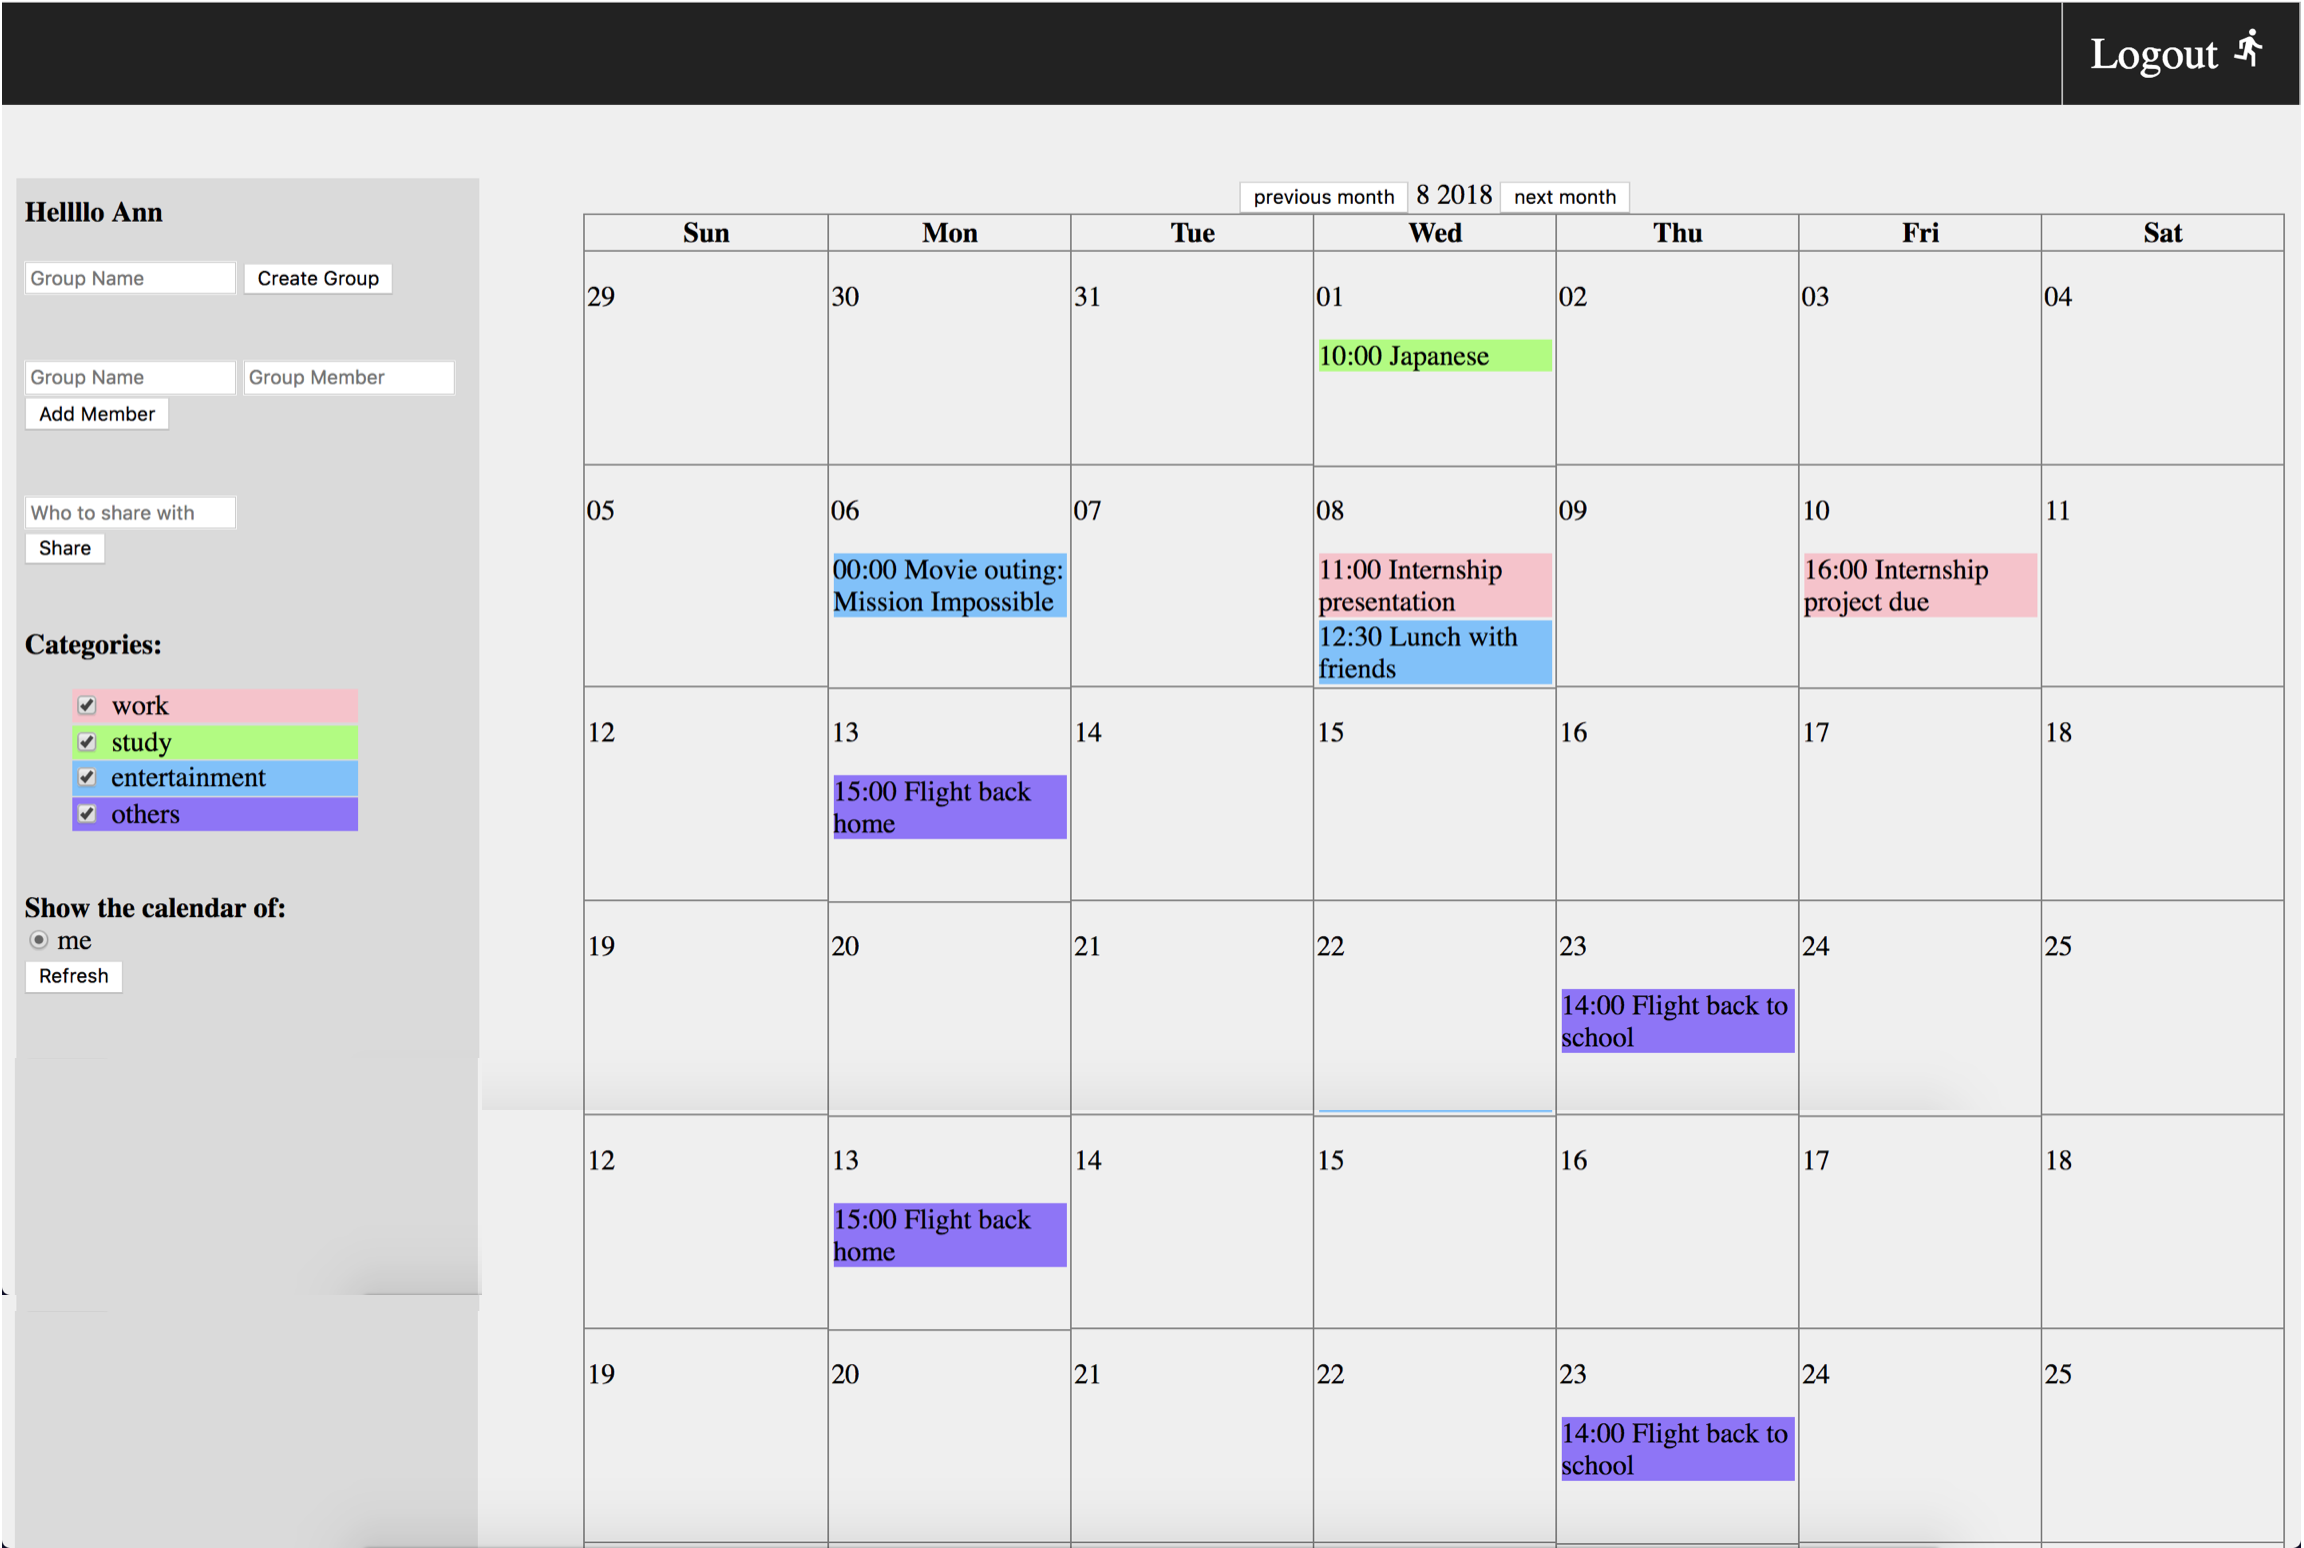 Logout
Hellllo Ann
Group Name Create Group
Group Name Group Member
Add Member
Who to share with
Share
Categories:
work
study
entertainment
others
Show the calendar of:
me
Refresh
previous month 8 2018 next month
Sun Mon Tue Wed Thu Fri Sat
29 30 31 01 02 03 04
10:00 Japanese
05 06 07 08 09 10 11
00:00 Movie outing:
Mission Impossible
11:00 Internship
presentation
12:30 Lunch with
friends
16:00 Internship
project due
12 13 14 15 16 17 18
15:00 Flight back
home
19 20 21 22 23 24 25
14:00 Flight back to
school
12 13 14 15 16 17 18
15:00 Flight back
home
19 20 21 22 23 24 25
14:00 Flight back to
school